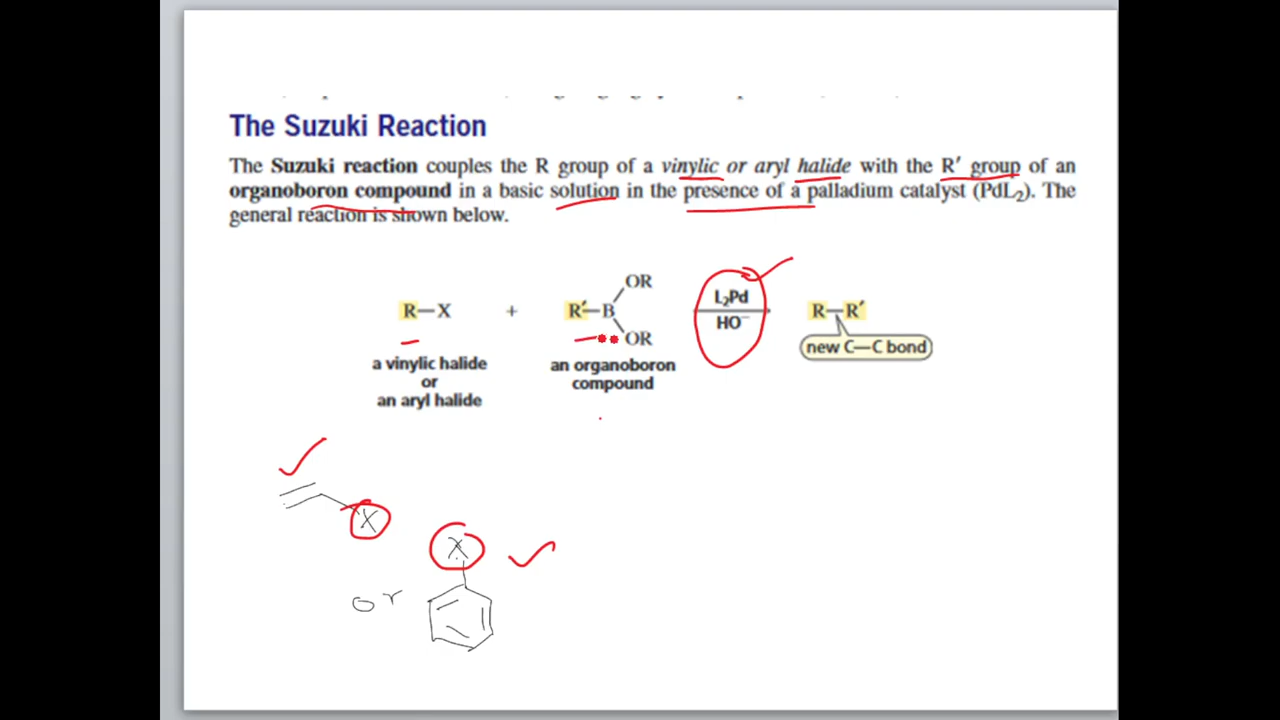 The Suzuki Reaction
The Suzuki reaction couples the R group of a vinylic or aryl halide with the R′ group of an
organoboron compound in a basic solution in the presence of a palladium catalyst (PdL₂). The
general reaction is shown below.
OR
R—X + R′—B L₂Pd R—R′
HO⁻
OR
new C—C bond
a vinylic halide
or
an aryl halide
an organoboron
compound
X
X
or